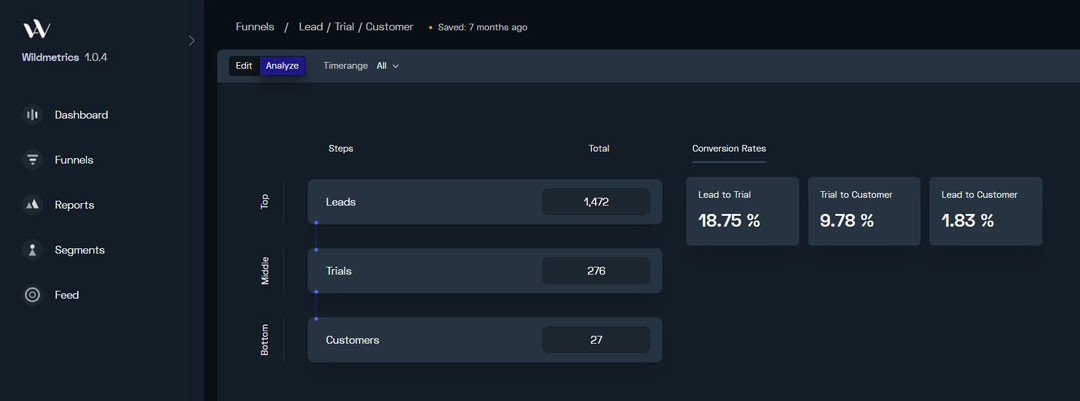 Wildmetrics 1.0.4
Dashboard
Funnels
Reports
Segments
Feed
Funnels / Lead / Trial / Customer • Saved: 7 months ago
Edit Analyze Timerange All
Steps Total
Top
Leads 1,472
Middle
Trials 276
Bottom
Customers 27
Conversion Rates
Lead to Trial
18.75 %
Trial to Customer
9.78 %
Lead to Customer
1.83 %